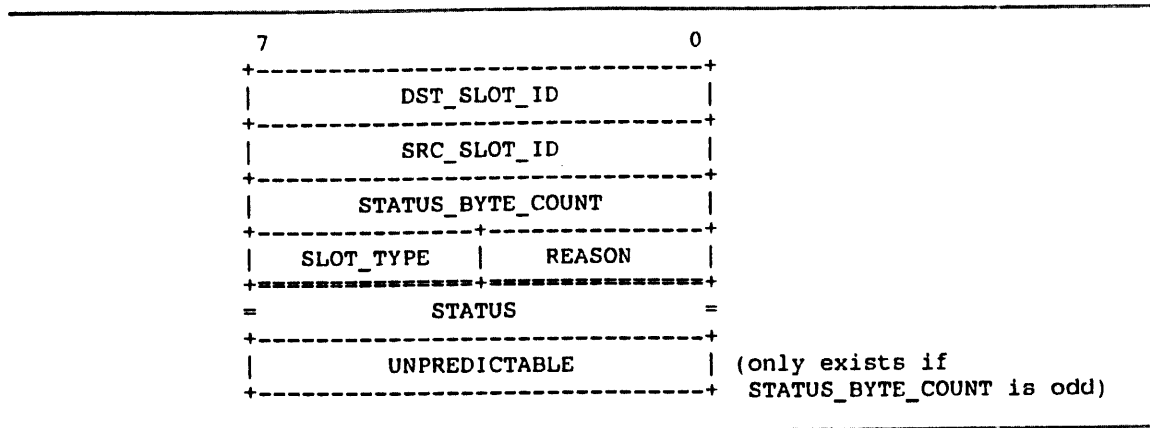 7 0
DST_SLOT_ID
SRC_SLOT_ID
STATUS_BYTE_COUNT
SLOT_TYPE | REASON
= STATUS =
UNPREDICTABLE (only exists if
STATUS_BYTE_COUNT is odd)